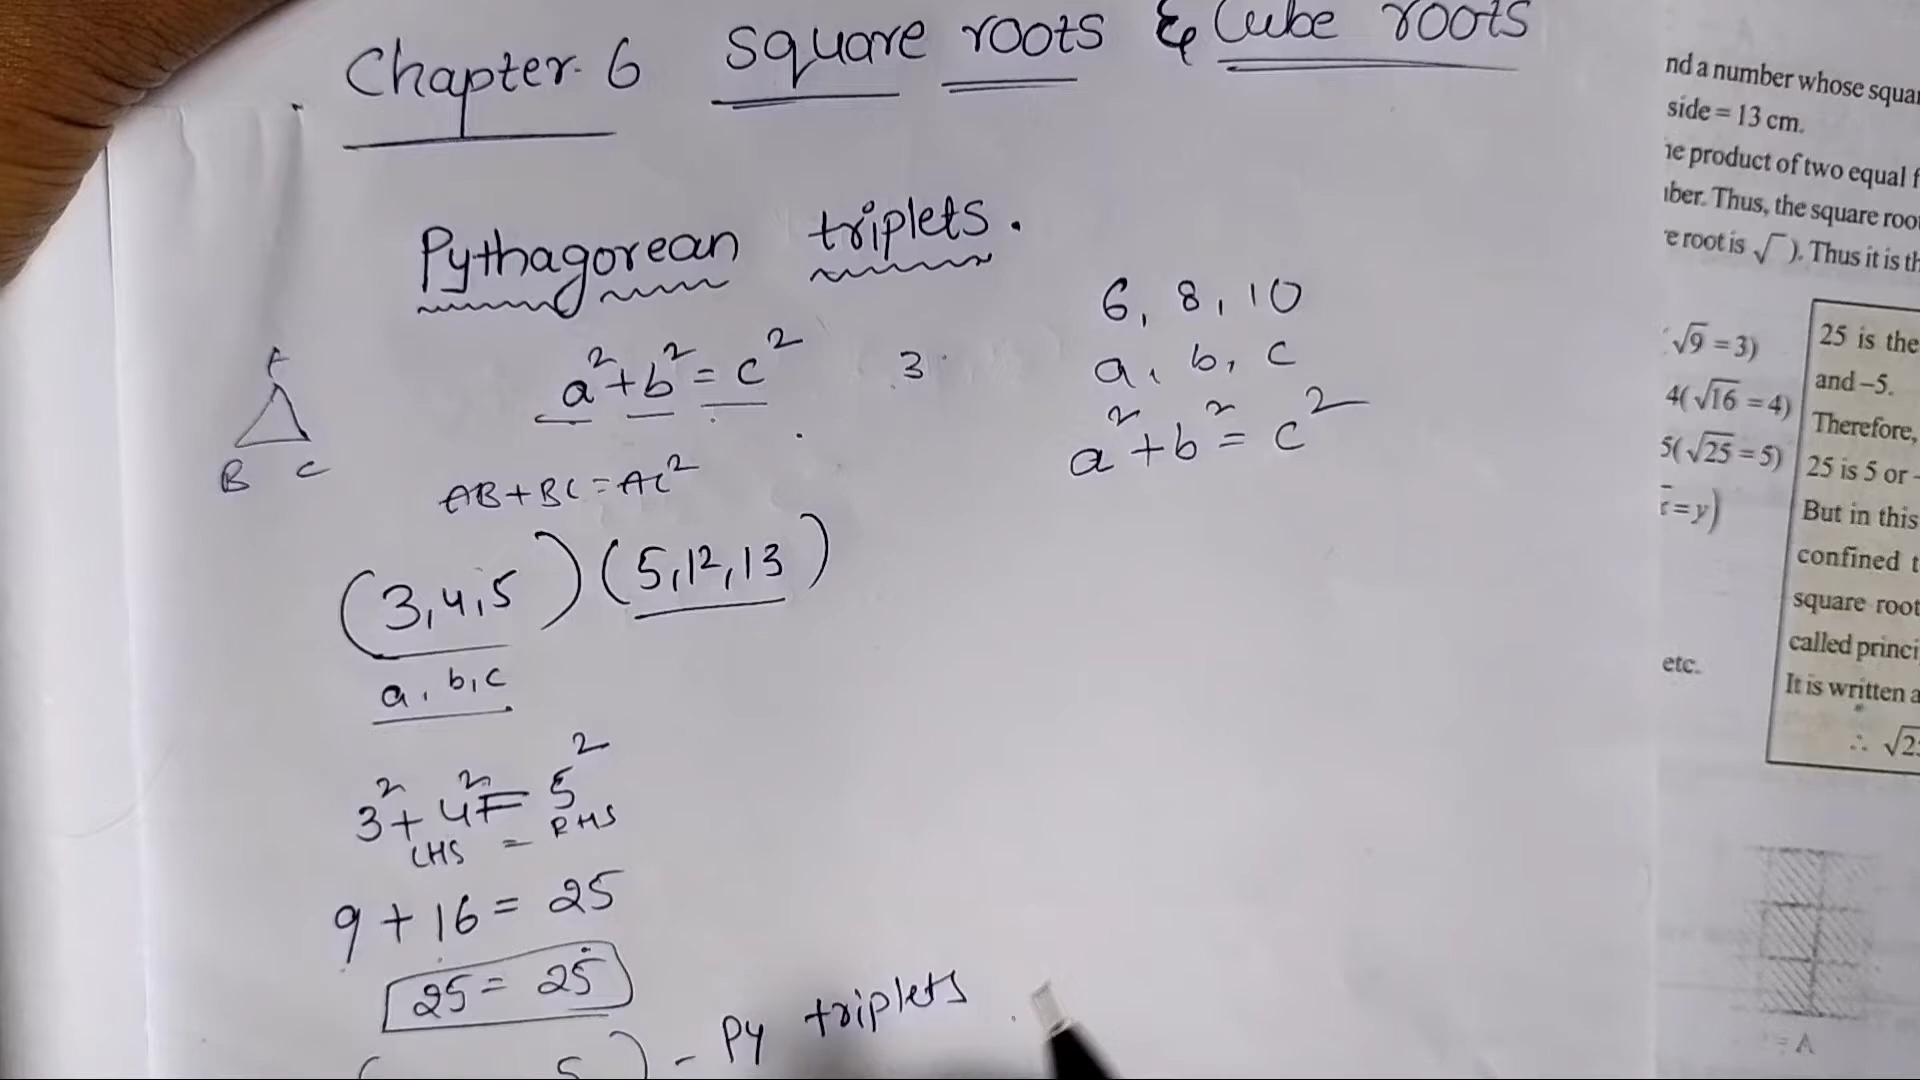 Chapter. 6 square roots & Cube roots
Pythagorean triplets.
a²+b²=c² 3
A
B C
AB+BC=AC²
(3,4,5) (5,12,13)
a, b,c
3²+4²=5²
LHS = RHS
9+16=25
25=25
5) - Py triplets
6, 8, 10
a, b, c
a²+b²=c²
nd a number whose squa
side = 13 cm.
product of two equal f
ber. Thus, the square roo
root is √ ). Thus it is th
√9 = 3)
4(√16 = 4)
5(√25 = 5)
= y)
etc.
25 is the
and –5.
Therefore,
25 is 5 or -
But in this
confined t
square root
called princi
It is written a
∴ √2
= A